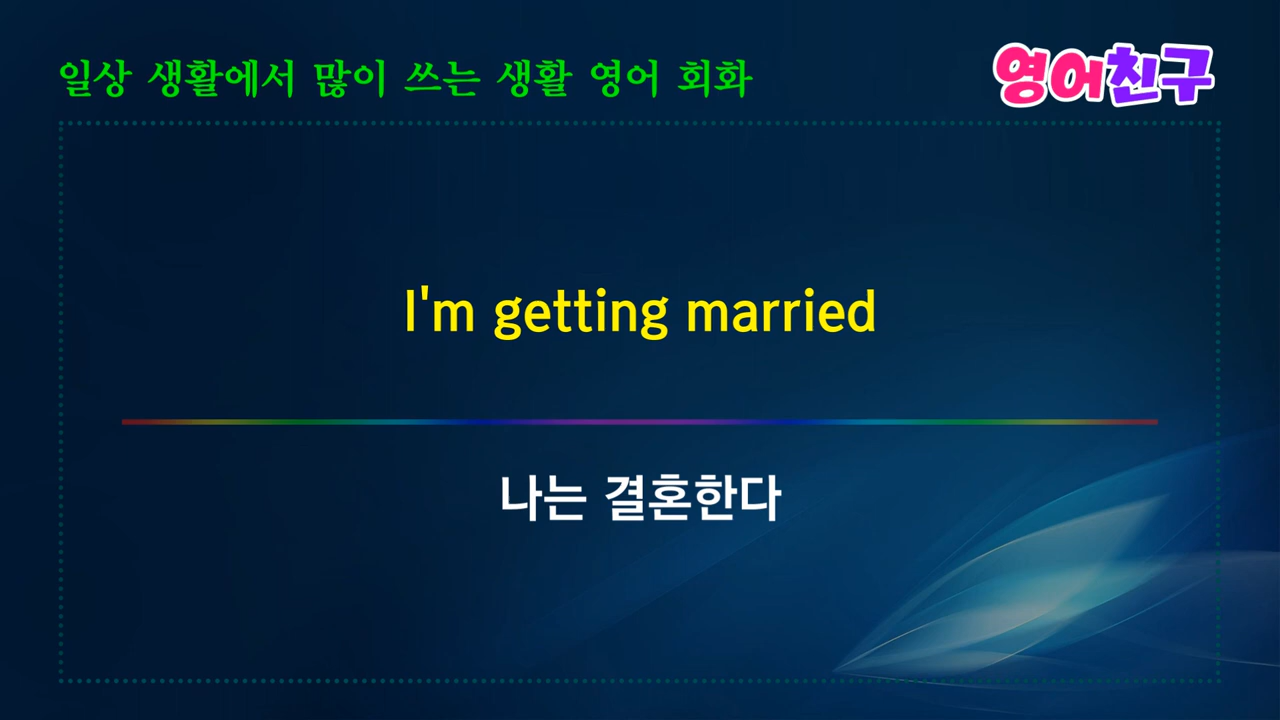 일상 생활에서 많이 쓰는 생활 영어 회화
영어친구
I'm getting married
나는 결혼한다